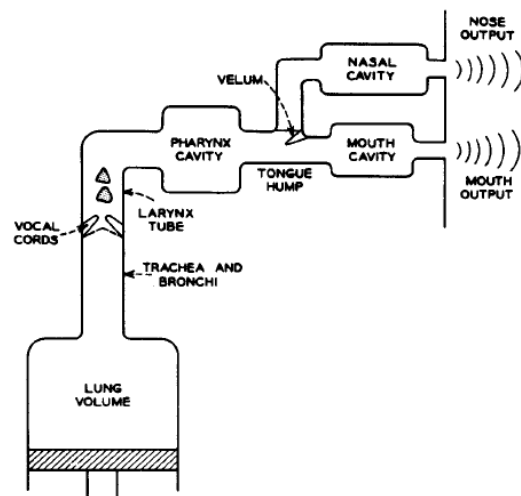 NOSE
OUTPUT
NASAL
CAVITY
VELUM
PHARYNX
CAVITY
MOUTH
CAVITY
TONGUE
HUMP
MOUTH
OUTPUT
VOCAL
CORDS
LARYNX
TUBE
TRACHEA AND
BRONCHI
LUNG
VOLUME